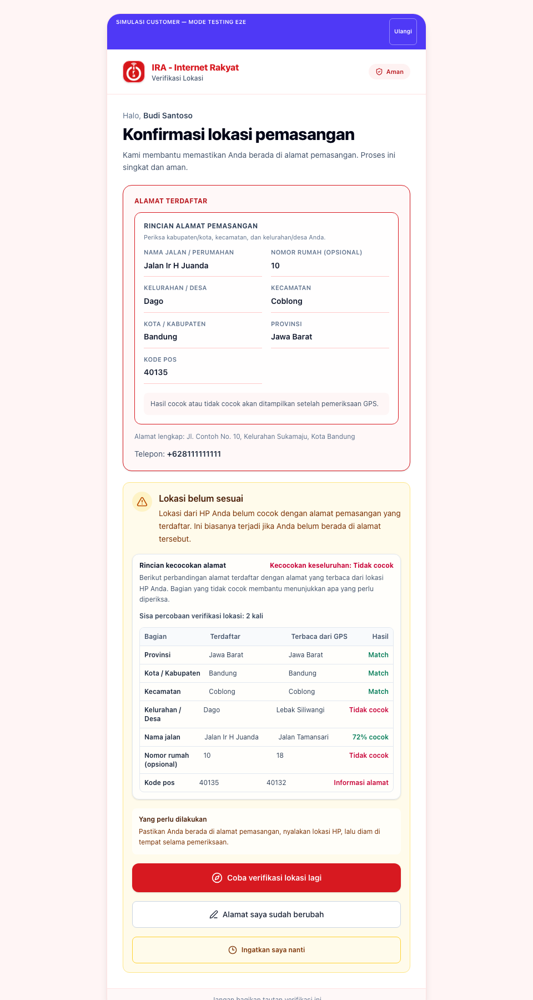 SIMULASI CUSTOMER — MODE TESTING E2E
Ulangi
IRA - Internet Rakyat
Verifikasi Lokasi
Aman
Halo, Budi Santoso
Konfirmasi lokasi pemasangan
Kami membantu memastikan Anda berada di alamat pemasangan. Proses ini
singkat dan aman.
ALAMAT TERDAFTAR
RINCIAN ALAMAT PEMASANGAN
Periksa kabupaten/kota, kecamatan, dan kelurahan/desa Anda.
NAMA JALAN / PERUMAHAN
Jalan Ir H Juanda
NOMOR RUMAH (OPSIONAL)
10
KELURAHAN / DESA
Dago
KECAMATAN
Coblong
KOTA / KABUPATEN
Bandung
PROVINSI
Jawa Barat
KODE POS
40135
Hasil cocok atau tidak cocok akan ditampilkan setelah pemeriksaan GPS.
Alamat lengkap: Jl. Contoh No. 10, Kelurahan Sukamaju, Kota Bandung
Telepon: +628111111111
Lokasi belum sesuai
Lokasi dari HP Anda belum cocok dengan alamat pemasangan yang
terdaftar. Ini biasanya terjadi jika Anda belum berada di alamat
tersebut.
Rincian kecocokan alamat
Kecocokan keseluruhan: Tidak cocok
Berikut perbandingan alamat terdaftar dengan alamat yang terbaca dari lokasi
HP Anda. Bagian yang tidak cocok membantu menunjukkan apa yang perlu
diperiksa.
Sisa percobaan verifikasi lokasi: 2 kali
Bagian Terdaftar Terbaca dari GPS Hasil
Provinsi Jawa Barat Jawa Barat Match
Kota / Kabupaten Bandung Bandung Match
Kecamatan Coblong Coblong Match
Kelurahan / Desa Dago Lebak Siliwangi Tidak cocok
Nama jalan Jalan Ir H Juanda Jalan Tamansari 72% cocok
Nomor rumah (opsional) 10 18 Tidak cocok
Kode pos 40135 40132 Informasi alamat
Yang perlu dilakukan
Pastikan Anda berada di alamat pemasangan, nyalakan lokasi HP, lalu diam di
tempat selama pemeriksaan.
Coba verifikasi lokasi lagi
Alamat saya sudah berubah
Ingatkan saya nanti
Jangan bagikan tautan verifikasi ini